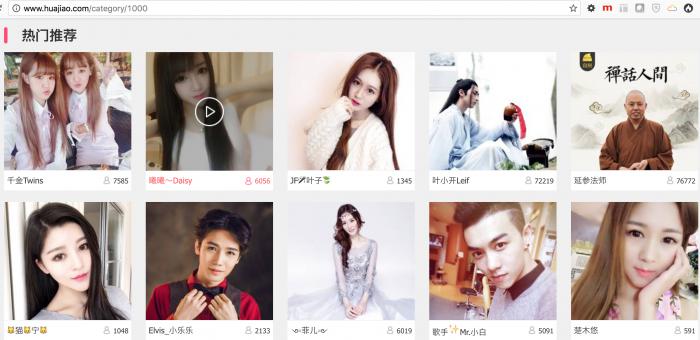 www.huajiao.com/category/1000
热门推荐
禅話人間
千金Twins 7585
曦曦～Daisy 6056
JF叶子 1345
叶小开Leif 72219
延参法师 76772
猫宁 1048
Elvis_小乐乐 2133
菲儿 6019
歌手✨Mr.小白 5091
楚木悠 591